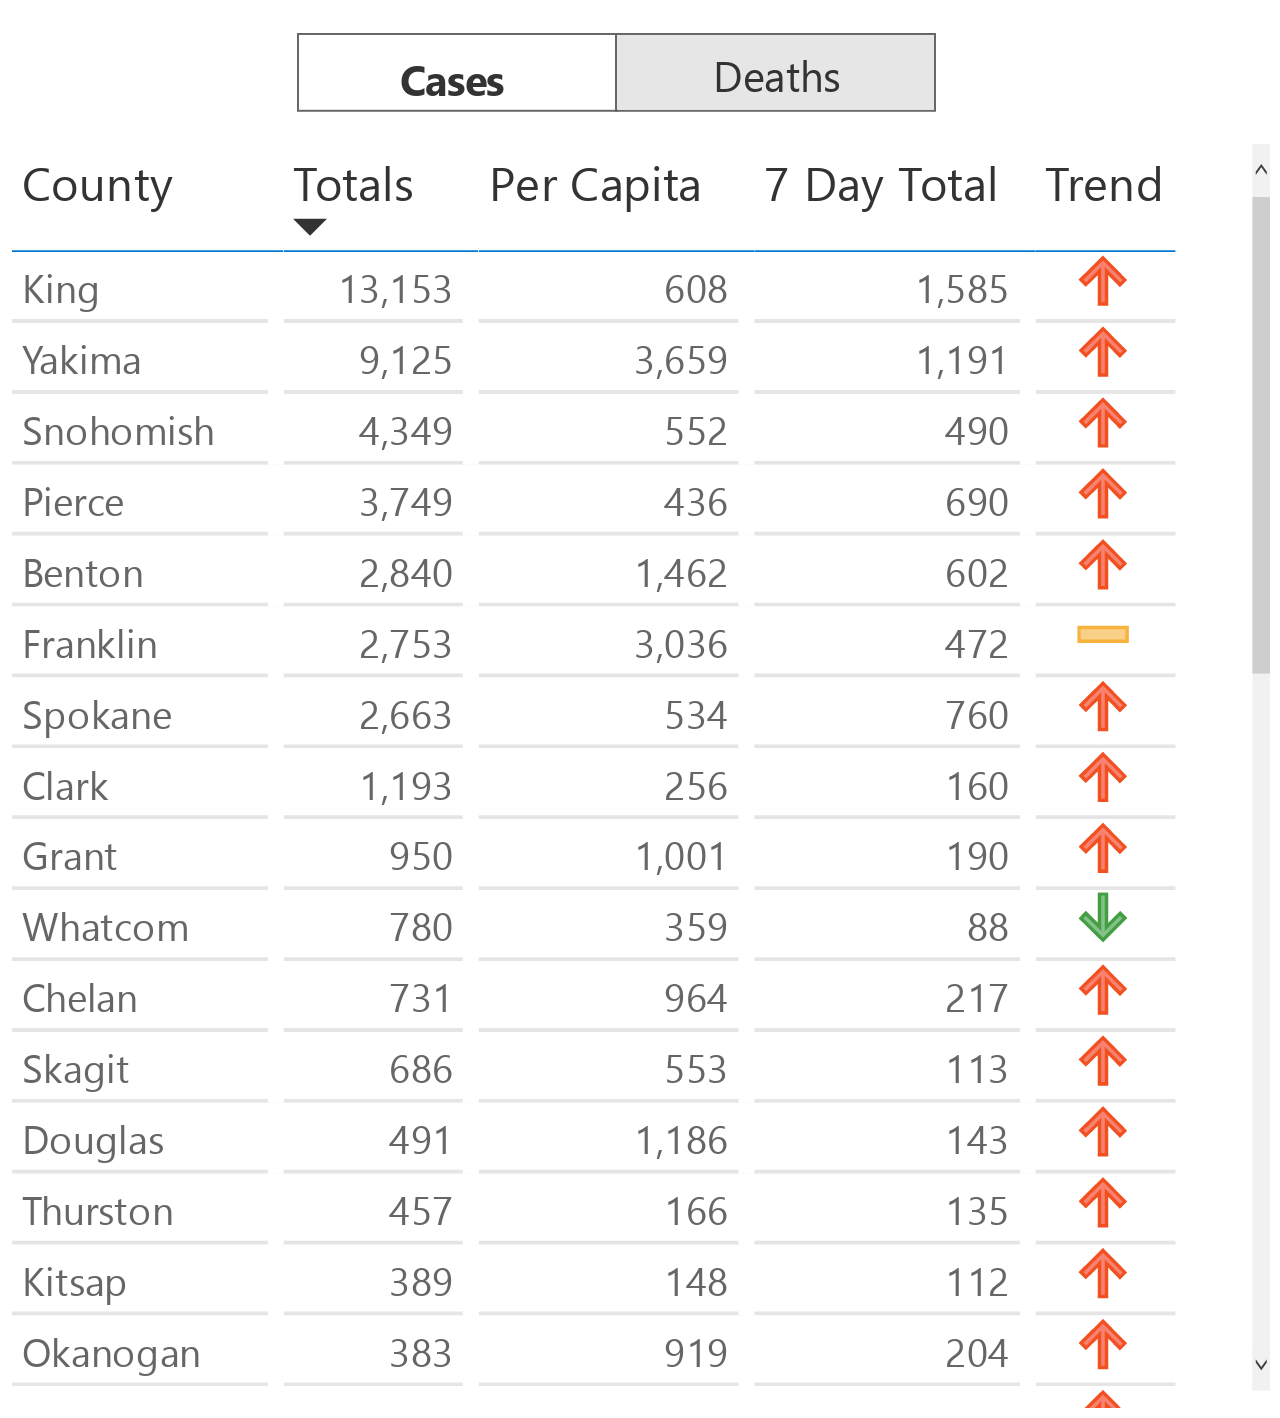 Cases Deaths
County Totals Per Capita 7 Day Total Trend
King 13,153 608 1,585
Yakima 9,125 3,659 1,191
Snohomish 4,349 552 490
Pierce 3,749 436 690
Benton 2,840 1,462 602
Franklin 2,753 3,036 472
Spokane 2,663 534 760
Clark 1,193 256 160
Grant 950 1,001 190
Whatcom 780 359 88
Chelan 731 964 217
Skagit 686 553 113
Douglas 491 1,186 143
Thurston 457 166 135
Kitsap 389 148 112
Okanogan 383 919 204